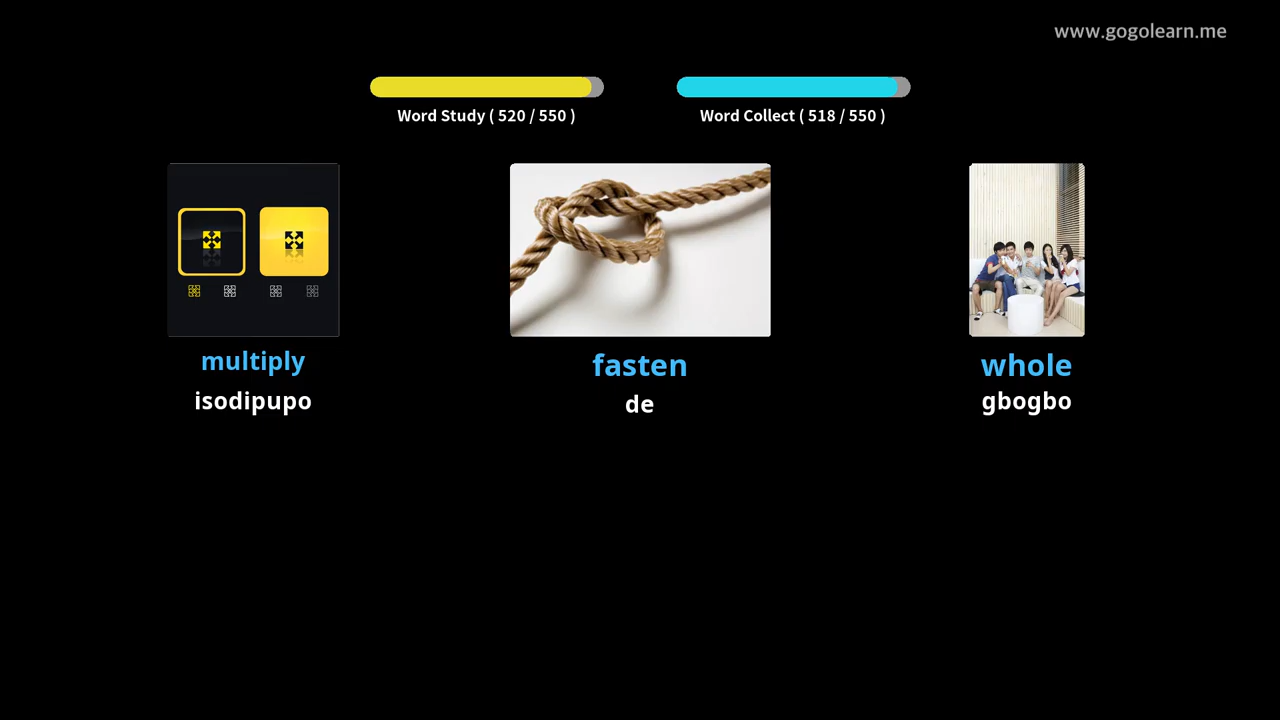 www.gogolearn.me
Word Study ( 520 / 550 )
Word Collect ( 518 / 550 )
multiply
isodipupo
fasten
de
whole
gbogbo